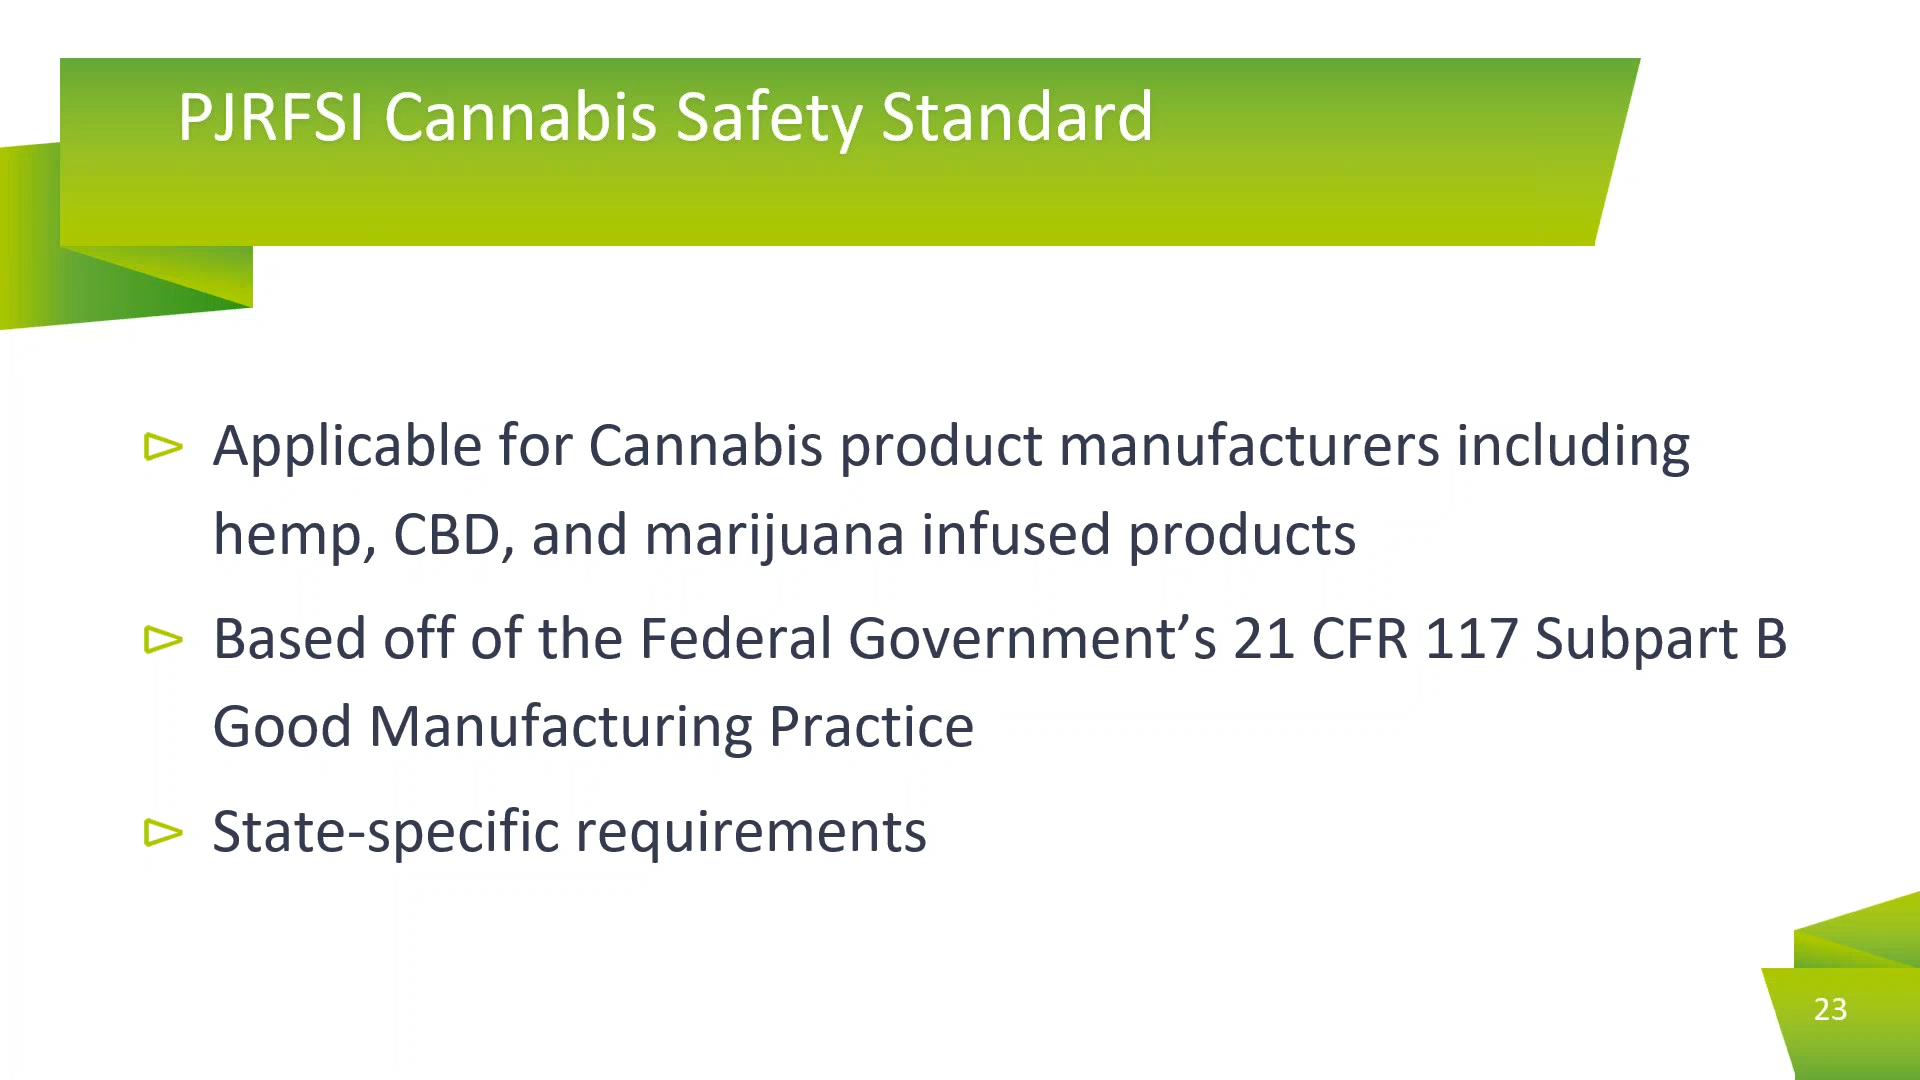 PJRFSI Cannabis Safety Standard
Applicable for Cannabis product manufacturers including
hemp, CBD, and marijuana infused products
Based off of the Federal Government’s 21 CFR 117 Subpart B
Good Manufacturing Practice
State-specific requirements
23